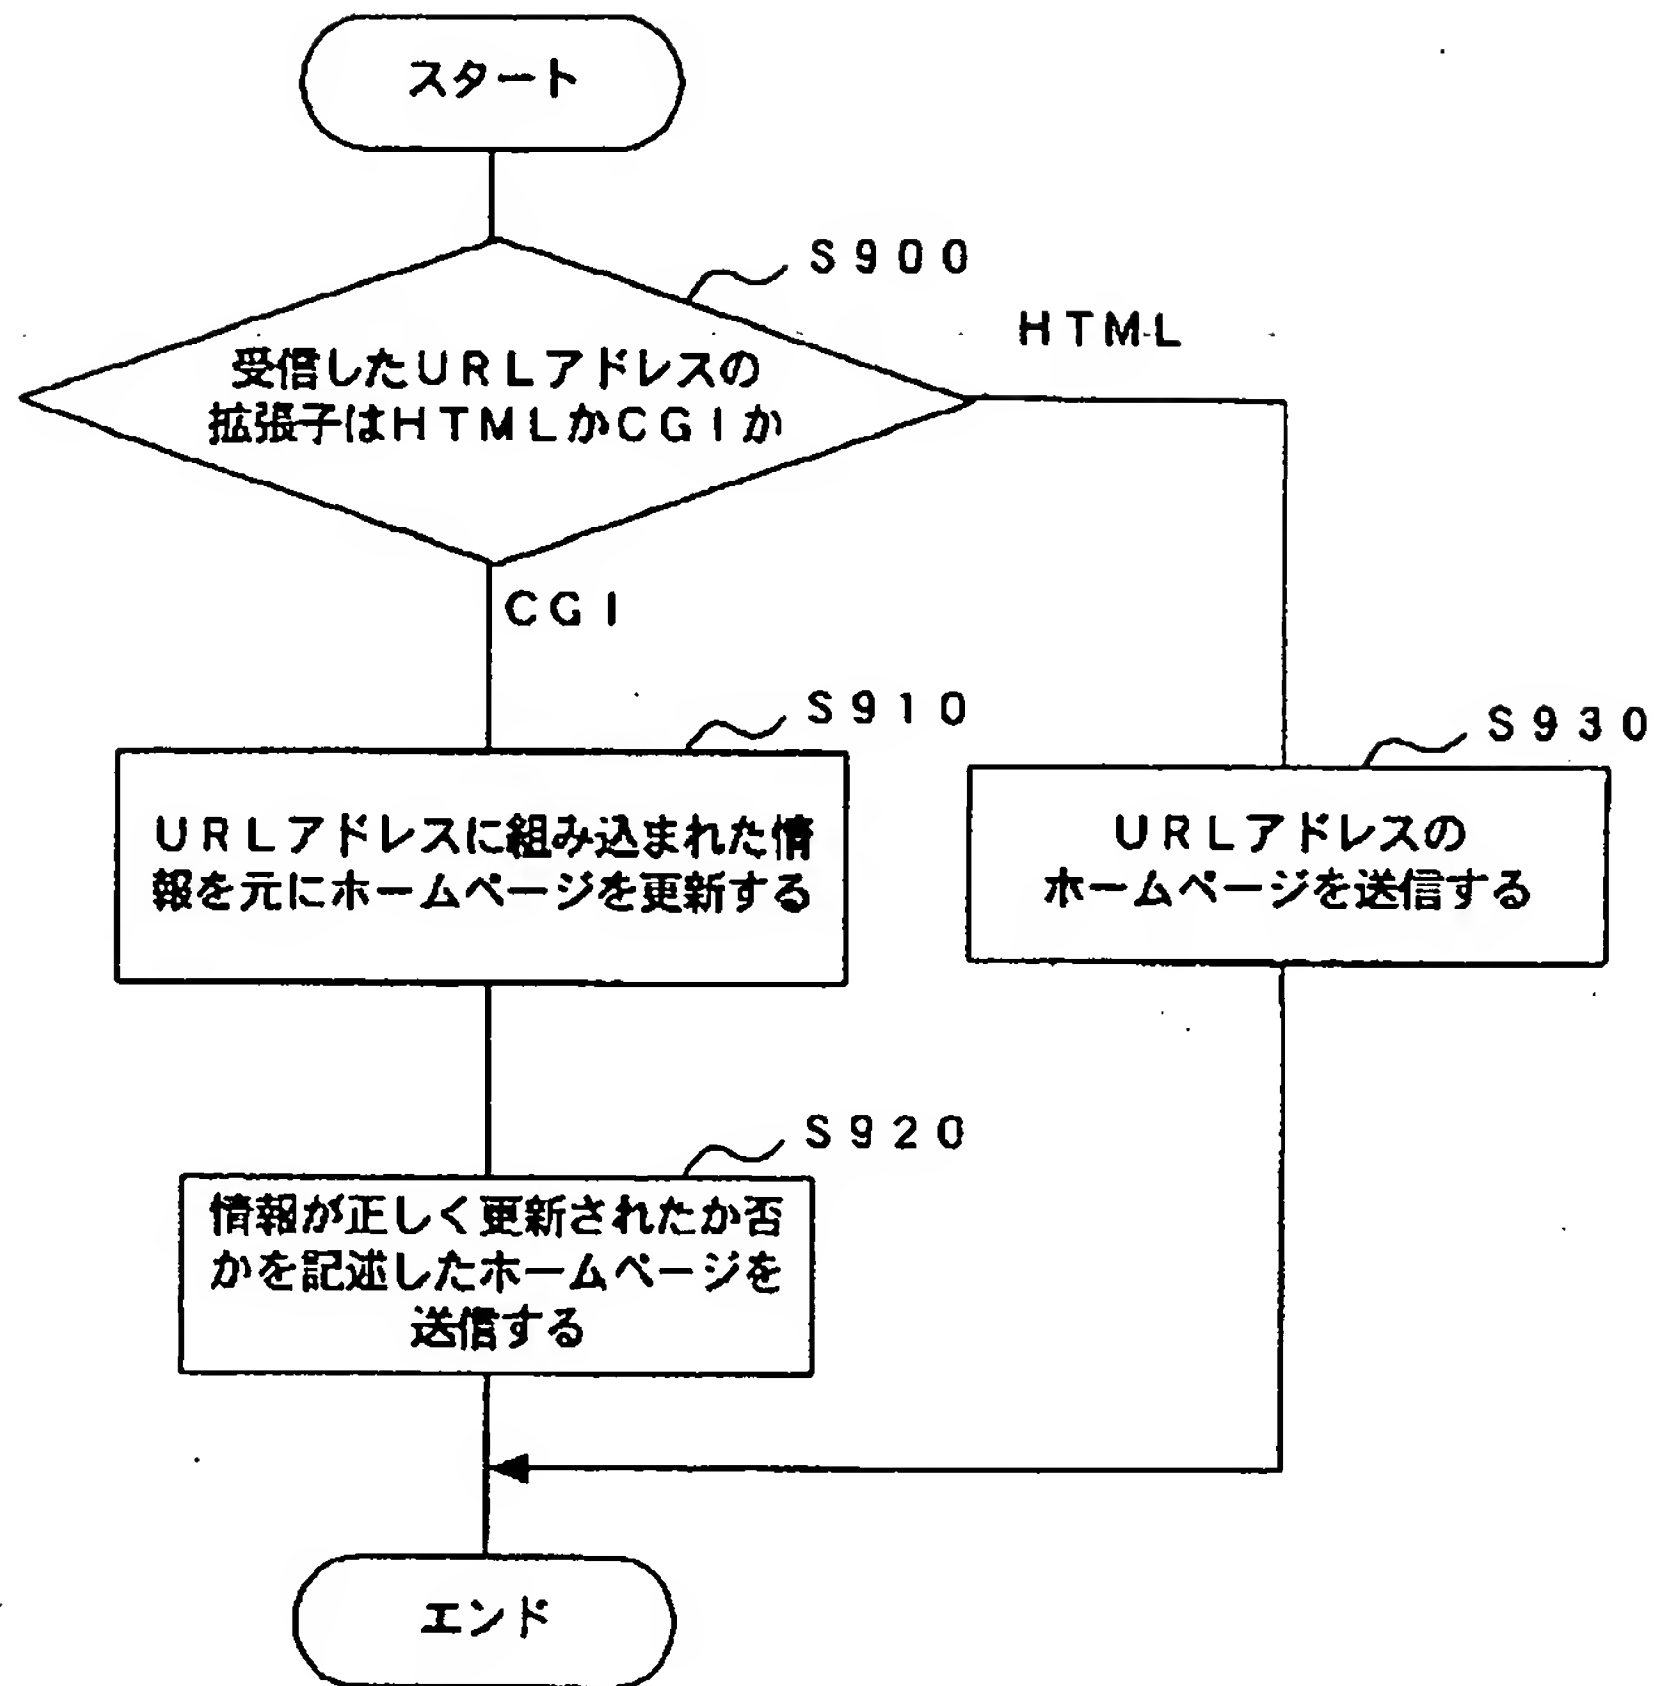 スタート
S900
HTML
受信したURLアドレスの
拡張子はHTMLかCGIか
CGI
S910
URLアドレスに組み込まれた情
報を元にホームページを更新する
S930
URLアドレスの
ホームページを送信する
S920
情報が正しく更新されたか否
かを記述したホームページを
送信する
エンド